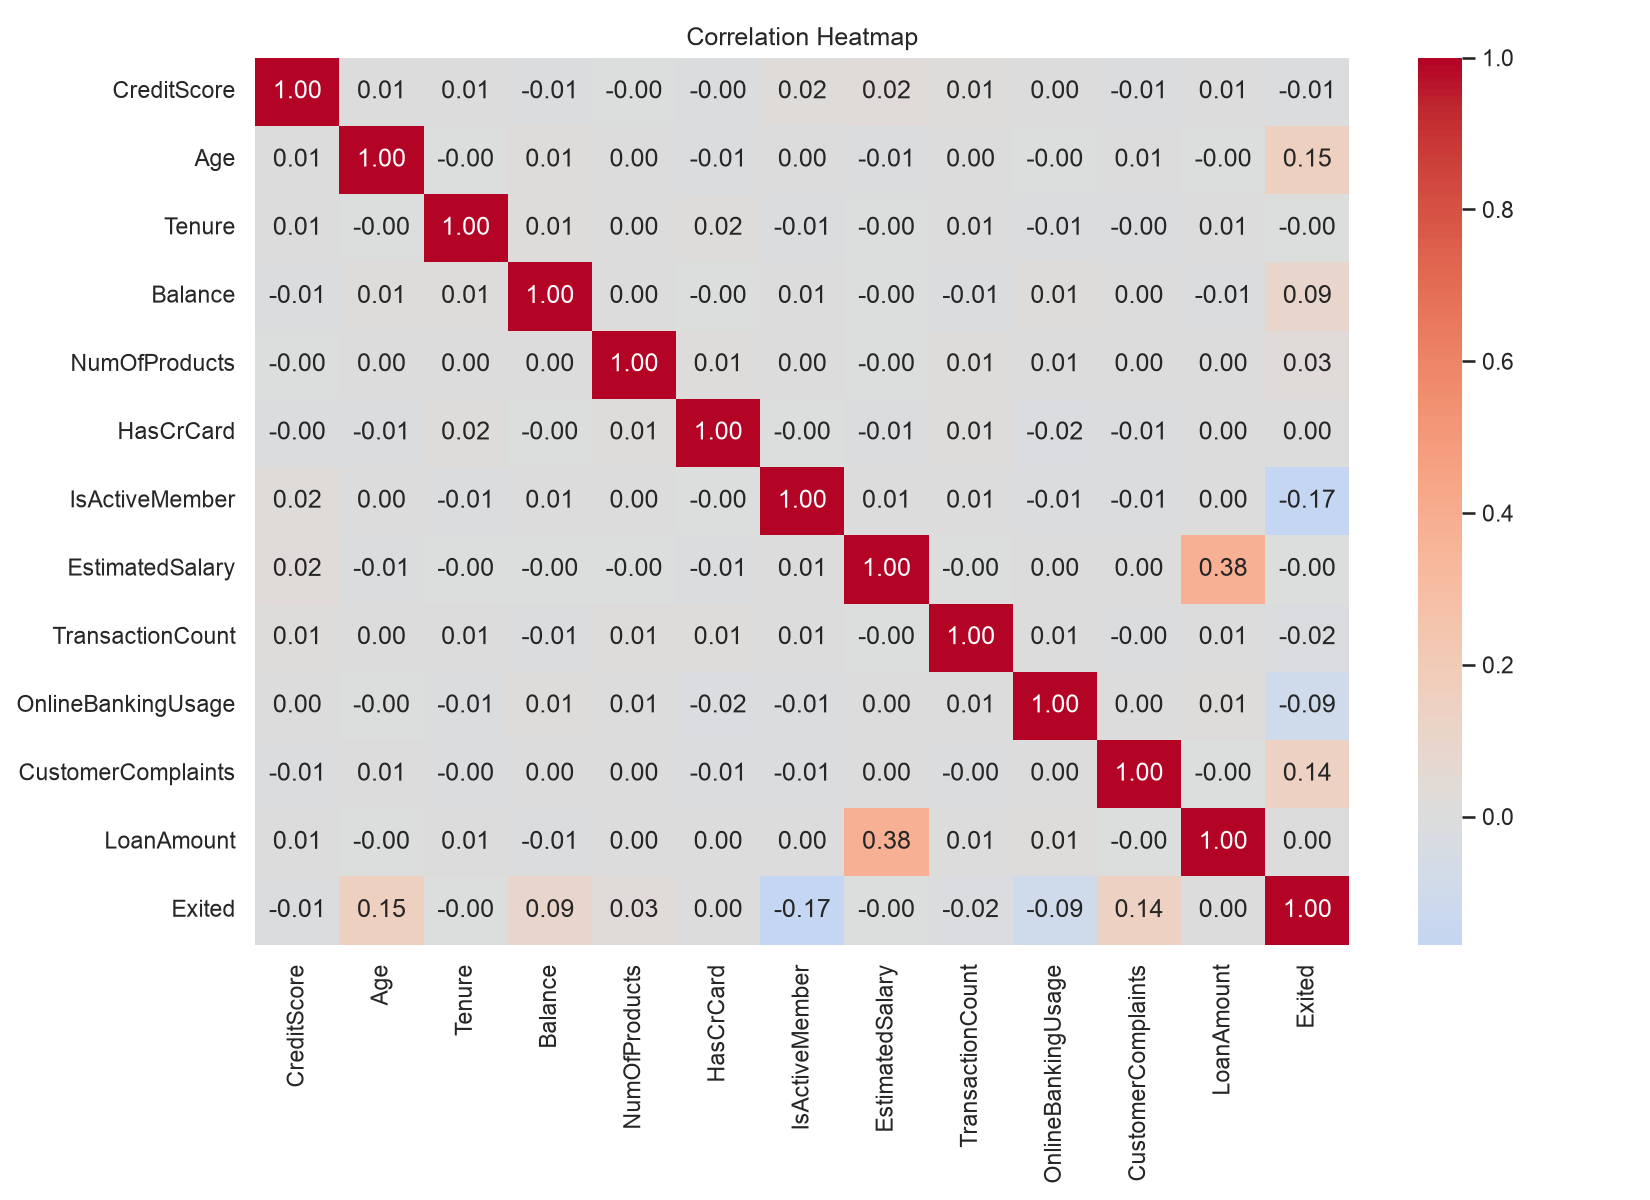 Correlation Heatmap
CreditScore 1.00 0.01 0.01 -0.01 -0.00 -0.00 0.02 0.02 0.01 0.00 -0.01 0.01 -0.01
Age 0.01 1.00 -0.00 0.01 0.00 -0.01 0.00 -0.01 0.00 -0.00 0.01 -0.00 0.15
Tenure 0.01 -0.00 1.00 0.01 0.00 0.02 -0.01 -0.00 0.01 -0.01 -0.00 0.01 -0.00
Balance -0.01 0.01 0.01 1.00 0.00 -0.00 0.01 -0.00 -0.01 0.01 0.00 -0.01 0.09
NumOfProducts -0.00 0.00 0.00 0.00 1.00 0.01 0.00 -0.00 0.01 0.01 0.00 0.00 0.03
HasCrCard -0.00 -0.01 0.02 -0.00 0.01 1.00 -0.00 -0.01 0.01 -0.02 -0.01 0.00 0.00
IsActiveMember 0.02 0.00 -0.01 0.01 0.00 -0.00 1.00 0.01 0.01 -0.01 -0.01 0.00 -0.17
EstimatedSalary 0.02 -0.01 -0.00 -0.00 -0.00 -0.01 0.01 1.00 -0.00 0.00 0.00 0.38 -0.00
TransactionCount 0.01 0.00 0.01 -0.01 0.01 0.01 0.01 -0.00 1.00 0.01 -0.00 0.01 -0.02
OnlineBankingUsage 0.00 -0.00 -0.01 0.01 0.01 -0.02 -0.01 0.00 0.01 1.00 0.00 0.01 -0.09
CustomerComplaints -0.01 0.01 -0.00 0.00 0.00 -0.01 -0.01 0.00 -0.00 0.00 1.00 -0.00 0.14
LoanAmount 0.01 -0.00 0.01 -0.01 0.00 0.00 0.00 0.38 0.01 0.01 -0.00 1.00 0.00
Exited -0.01 0.15 -0.00 0.09 0.03 0.00 -0.17 -0.00 -0.02 -0.09 0.14 0.00 1.00
CreditScore
Age
Tenure
Balance
NumOfProducts
HasCrCard
IsActiveMember
EstimatedSalary
TransactionCount
OnlineBankingUsage
CustomerComplaints
LoanAmount
Exited
1.0
0.8
0.6
0.4
0.2
0.0